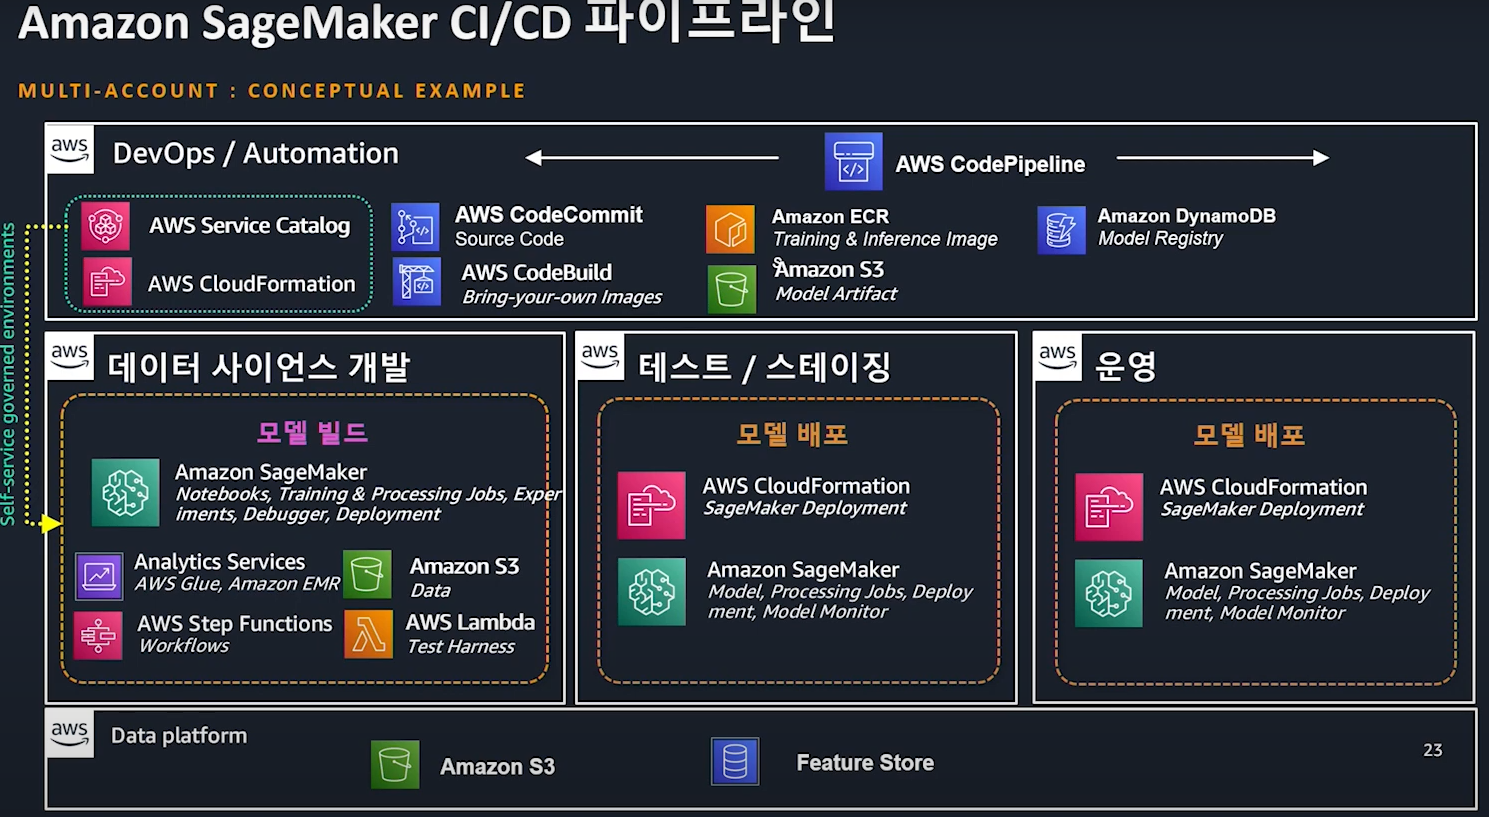 Amazon SageMaker CI/CD 파이프라인
MULTI-ACCOUNT : CONCEPTUAL EXAMPLE
aws
DevOps / Automation
AWS CodePipeline
AWS Service Catalog
AWS CloudFormation
AWS CodeCommit
Source Code
AWS CodeBuild
Bring-your-own Images
Amazon ECR
Training & Inference Image
Amazon S3
Model Artifact
Amazon DynamoDB
Model Registry
Self-service governed environments
aws
데이터 사이언스 개발
모델 빌드
Amazon SageMaker
Notebooks, Training & Processing Jobs, Exper
iments, Debugger, Deployment
Analytics Services
AWS Glue, Amazon EMR
Amazon S3
Data
AWS Step Functions
Workflows
AWS Lambda
Test Harness
aws
테스트 / 스테이징
모델 배포
AWS CloudFormation
SageMaker Deployment
Amazon SageMaker
Model, Processing Jobs, Deploy
ment, Model Monitor
aws
운영
모델 배포
AWS CloudFormation
SageMaker Deployment
Amazon SageMaker
Model, Processing Jobs, Deploy
ment, Model Monitor
aws
Data platform
Amazon S3
Feature Store
23